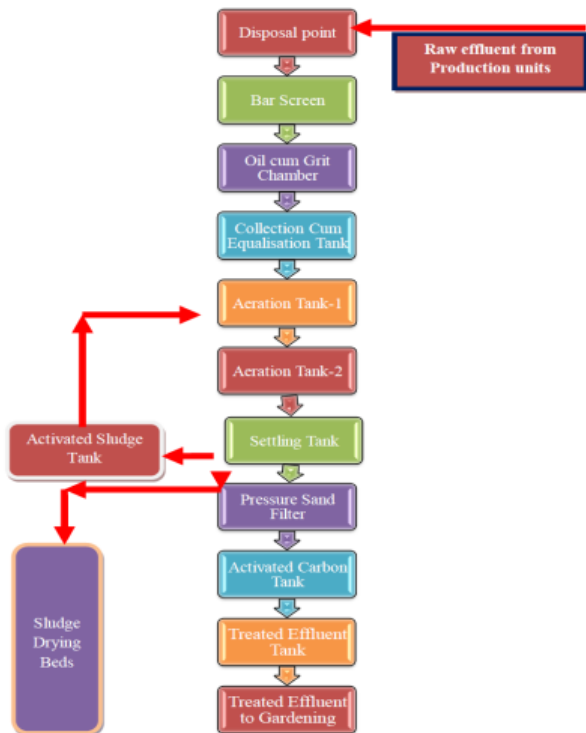 Disposal point
Raw effluent from
Production units
Bar Screen
Oil cum Grit
Chamber
Collection Cum
Equalisation Tank
Aeration Tank-1
Aeration Tank-2
Activated Sludge
Tank
Settling Tank
Pressure Sand
Filter
Activated Carbon
Tank
Sludge
Drying
Beds
Treated Effluent
Tank
Treated Effluent
to Gardening